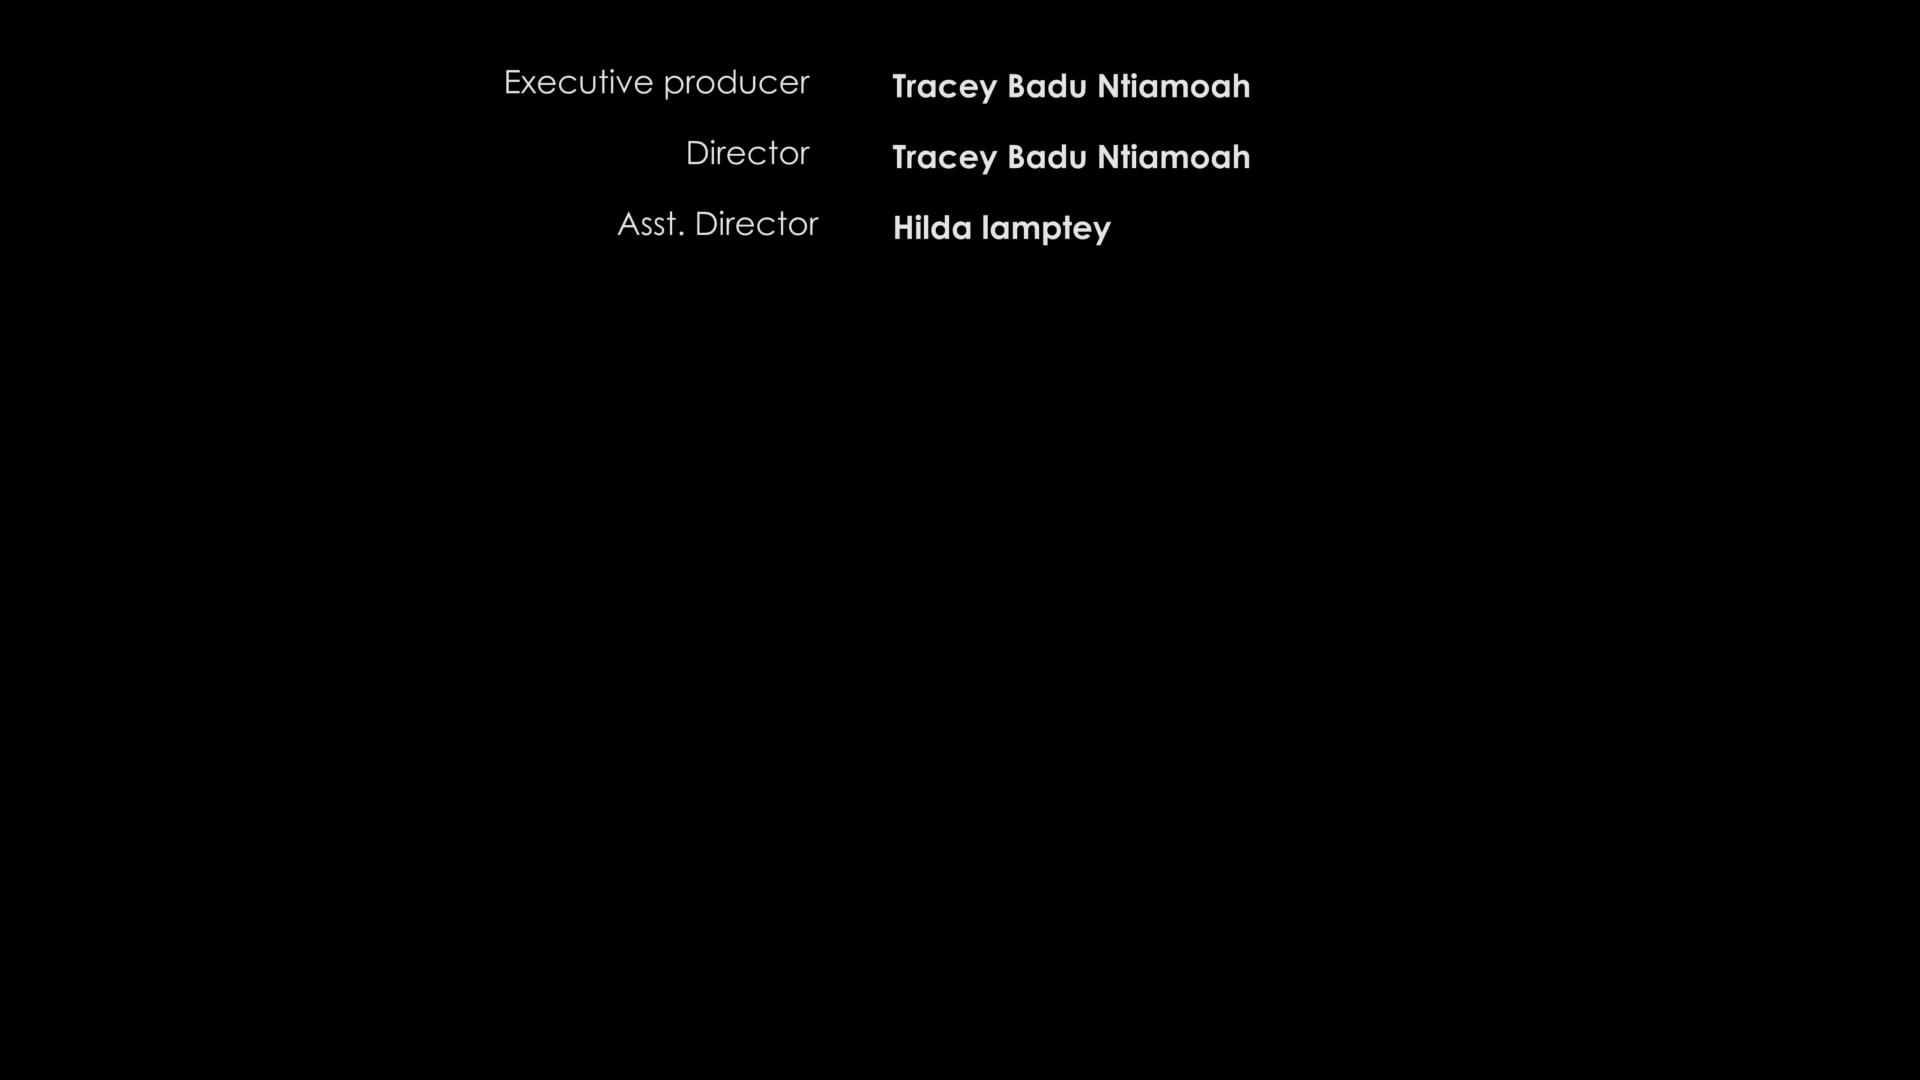 Executive producer Tracey Badu Ntiamoah
Director Tracey Badu Ntiamoah
Asst. Director Hilda lamptey